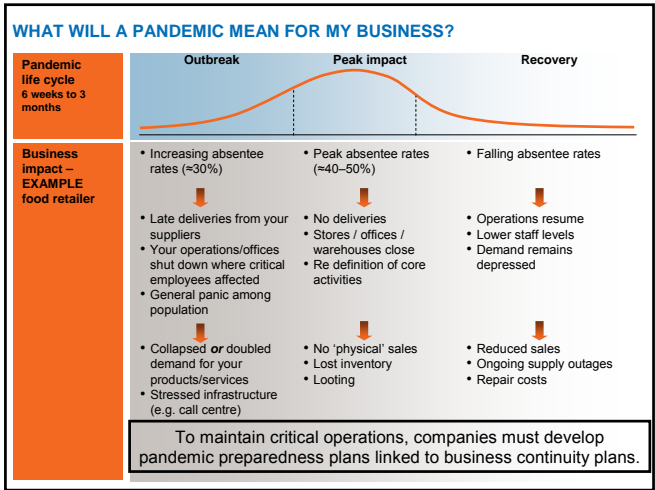 WHAT WILL A PANDEMIC MEAN FOR MY BUSINESS?
Pandemic
life cycle
6 weeks to 3
months
Outbreak
Peak impact
Recovery
Business
impact –
EXAMPLE
food retailer
• Increasing absentee
rates (≈30%)
• Late deliveries from your
suppliers
• Your operations/offices
shut down where critical
employees affected
• General panic among
population
• Collapsed or doubled
demand for your
products/services
• Stressed infrastructure
(e.g. call centre)
• Peak absentee rates
(≈40–50%)
• No deliveries
• Stores / offices /
warehouses close
• Re definition of core
activities
• No ‘physical’ sales
• Lost inventory
• Looting
• Falling absentee rates
• Operations resume
• Lower staff levels
• Demand remains
depressed
• Reduced sales
• Ongoing supply outages
• Repair costs
To maintain critical operations, companies must develop
pandemic preparedness plans linked to business continuity plans.